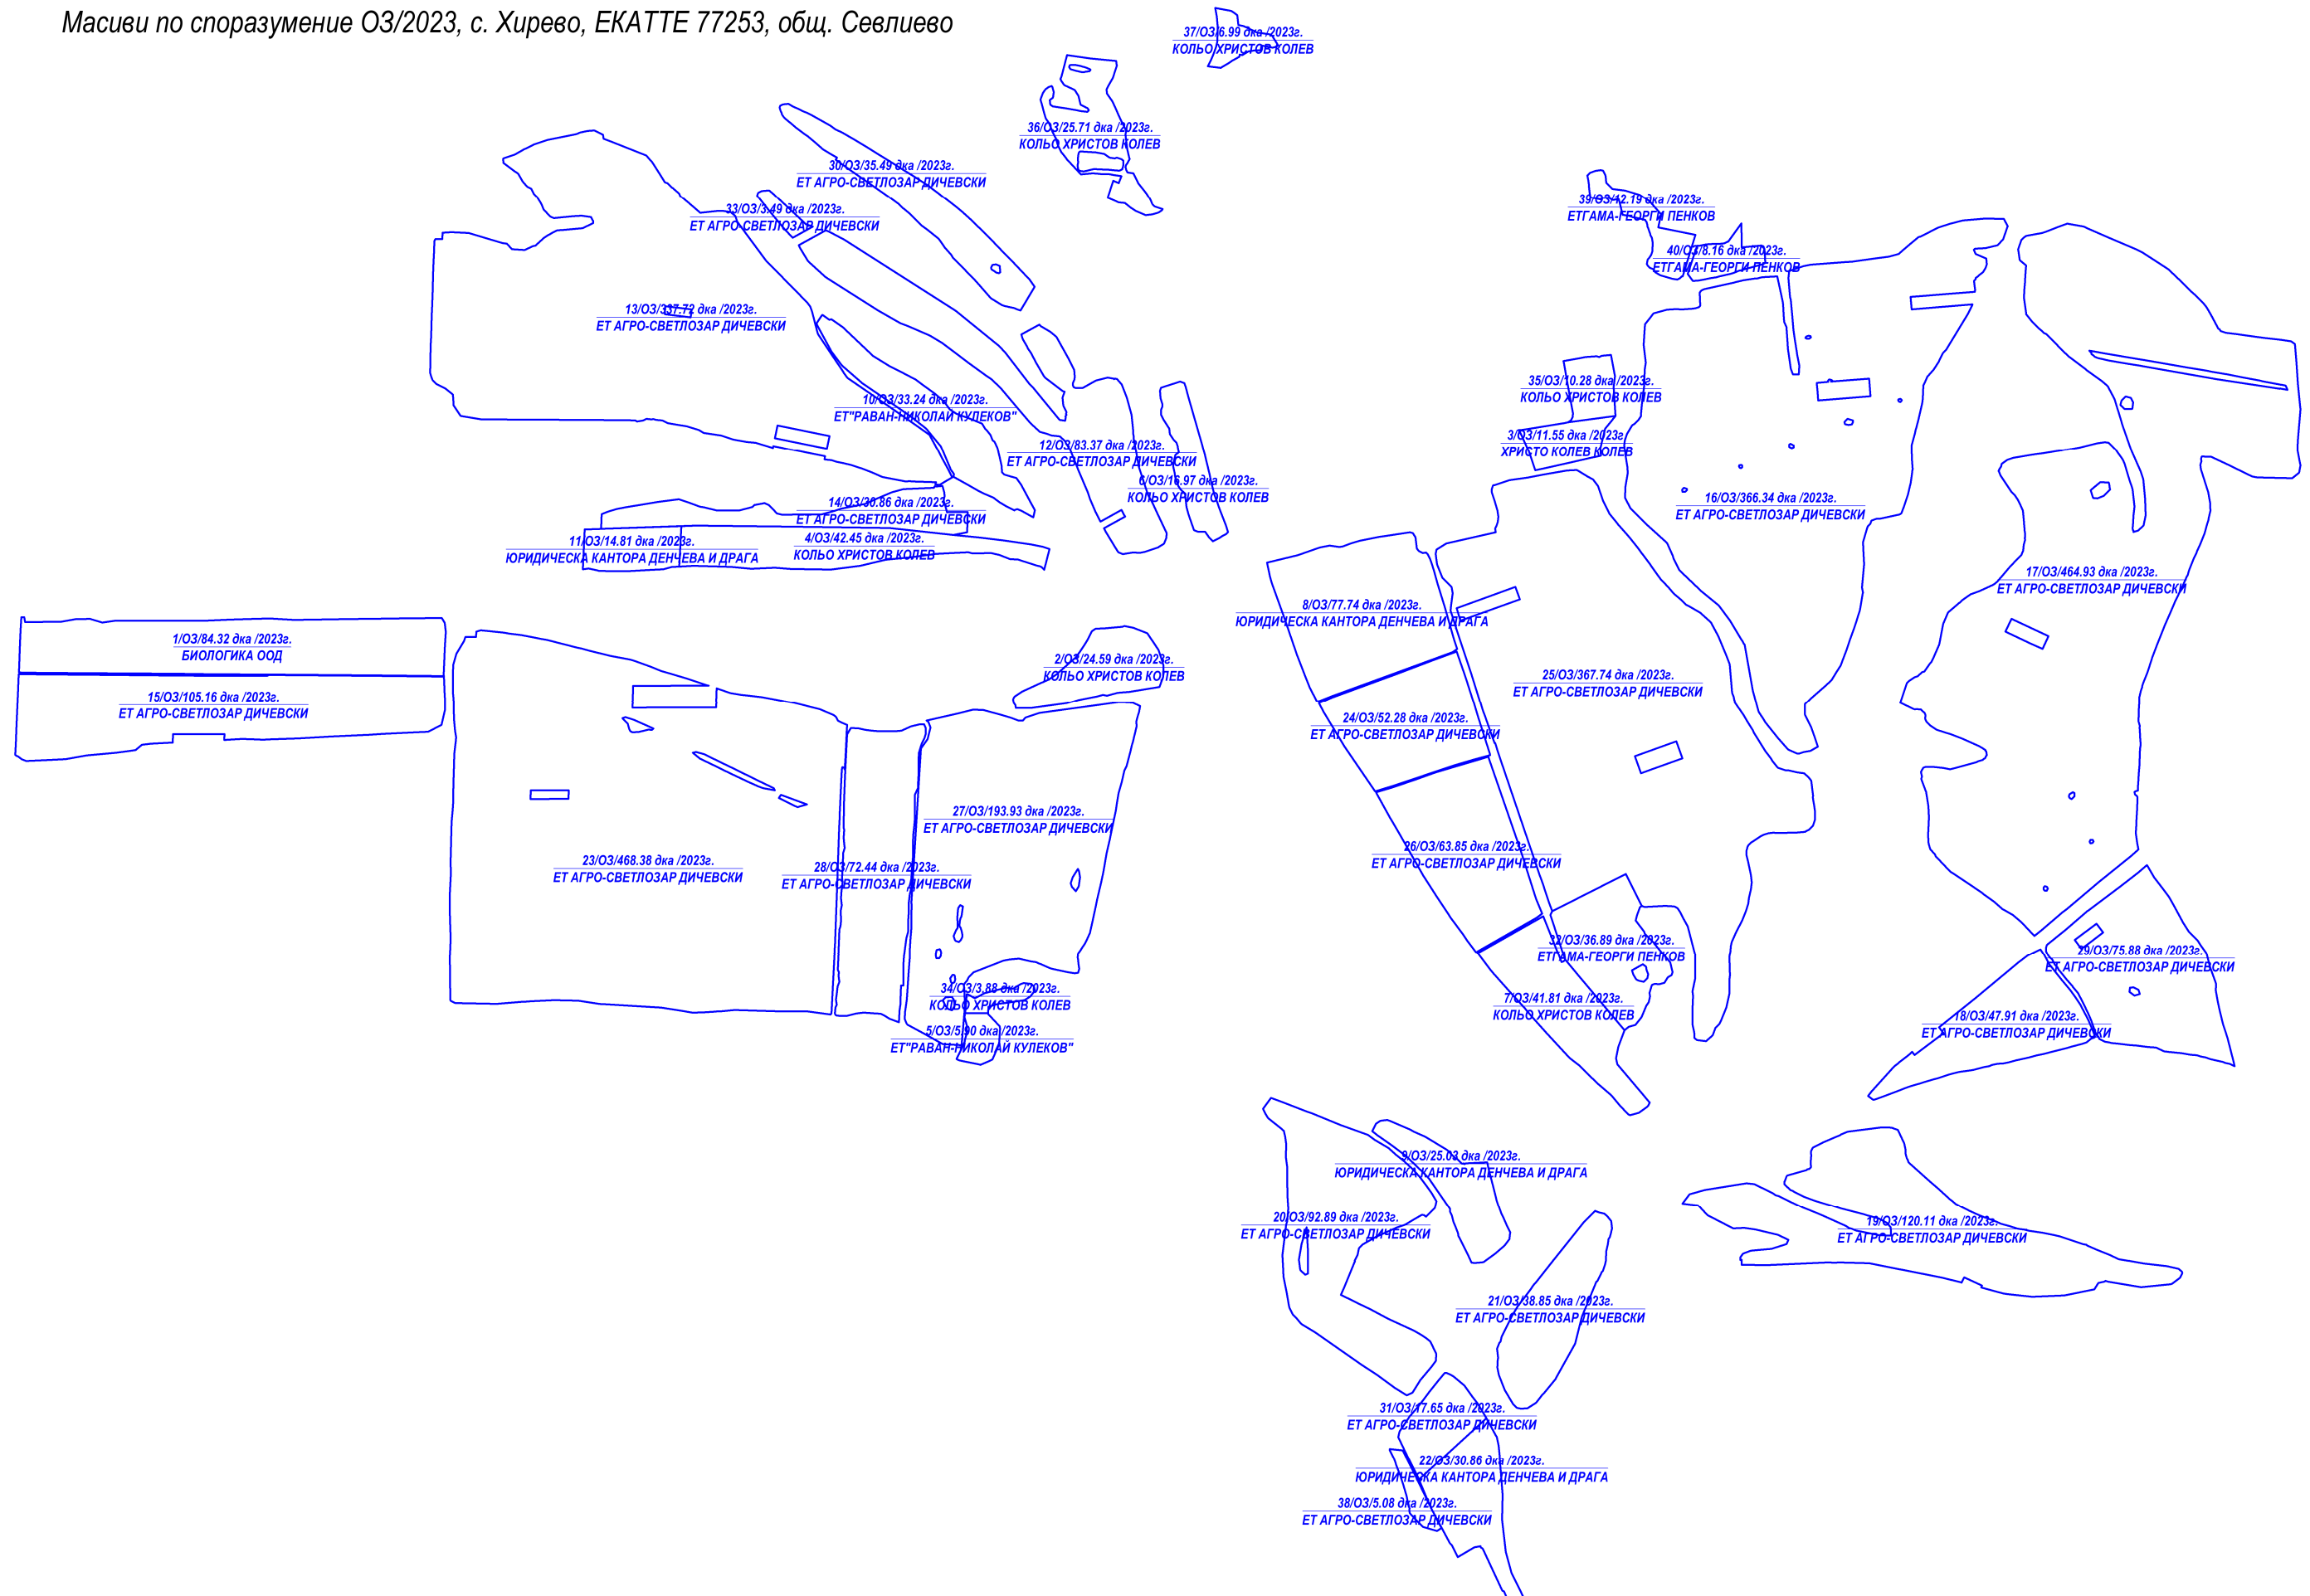 Масиви по споразумение ОЗ/2023, с. Хирево, ЕКАТТЕ 77253, общ. Севлиево
37/ОЗ/6.99 дка /2023г.
КОЛЬО ХРИСТОВ КОЛЕВ
36/ОЗ/25.71 дка /2023г.
КОЛЬО ХРИСТОВ КОЛЕВ
30/ОЗ/35.49 дка /2023г.
ЕТ АГРО-СВЕТЛОЗАР ДИЧЕВСКИ
33/ОЗ/3.49 дка /2023г.
ЕТ АГРО-СВЕТЛОЗАР ДИЧЕВСКИ
39/ОЗ/12.19 дка /2023г.
ЕТГАМА-ГЕОРГИ ПЕНКОВ
40/ОЗ/8.16 дка /2023г.
ЕТГАМА-ГЕОРГИ ПЕНКОВ
13/ОЗ/337.72 дка /2023г.
ЕТ АГРО-СВЕТЛОЗАР ДИЧЕВСКИ
35/ОЗ/10.28 дка /2023г.
КОЛЬО ХРИСТОВ КОЛЕВ
10/ОЗ/33.24 дка /2023г.
ЕТ"РАВАН-НИКОЛАЙ КУЛЕКОВ"
3/ОЗ/11.55 дка /2023г.
ХРИСТО КОЛЕВ КОЛЕВ
12/ОЗ/83.37 дка /2023г.
ЕТ АГРО-СВЕТЛОЗАР ДИЧЕВСКИ
6/ОЗ/16.97 дка /2023г.
КОЛЬО ХРИСТОВ КОЛЕВ
16/ОЗ/366.34 дка /2023г.
ЕТ АГРО-СВЕТЛОЗАР ДИЧЕВСКИ
14/ОЗ/30.86 дка /2023г.
ЕТ АГРО-СВЕТЛОЗАР ДИЧЕВСКИ
11/ОЗ/14.81 дка /2023г.
ЮРИДИЧЕСКА КАНТОРА ДЕНЧЕВА И ДРАГА
4/ОЗ/42.45 дка /2023г.
КОЛЬО ХРИСТОВ КОЛЕВ
17/ОЗ/464.93 дка /2023г.
ЕТ АГРО-СВЕТЛОЗАР ДИЧЕВСКИ
8/ОЗ/77.74 дка /2023г.
ЮРИДИЧЕСКА КАНТОРА ДЕНЧЕВА И ДРАГА
1/ОЗ/84.32 дка /2023г.
БИОЛОГИКА ООД
2/ОЗ/24.59 дка /2023г.
КОЛЬО ХРИСТОВ КОЛЕВ
25/ОЗ/367.74 дка /2023г.
ЕТ АГРО-СВЕТЛОЗАР ДИЧЕВСКИ
15/ОЗ/105.16 дка /2023г.
ЕТ АГРО-СВЕТЛОЗАР ДИЧЕВСКИ
24/ОЗ/52.28 дка /2023г.
ЕТ АГРО-СВЕТЛОЗАР ДИЧЕВСКИ
27/ОЗ/193.93 дка /2023г.
ЕТ АГРО-СВЕТЛОЗАР ДИЧЕВСКИ
26/ОЗ/63.85 дка /2023г.
ЕТ АГРО-СВЕТЛОЗАР ДИЧЕВСКИ
23/ОЗ/468.38 дка /2023г.
ЕТ АГРО-СВЕТЛОЗАР ДИЧЕВСКИ
28/ОЗ/72.44 дка /2023г.
ЕТ АГРО-СВЕТЛОЗАР ДИЧЕВСКИ
32/ОЗ/36.89 дка /2023г.
ЕТГАМА-ГЕОРГИ ПЕНКОВ
29/ОЗ/75.88 дка /2023г.
ЕТ АГРО-СВЕТЛОЗАР ДИЧЕВСКИ
34/ОЗ/3.88 дка /2023г.
КОЛЬО ХРИСТОВ КОЛЕВ
7/ОЗ/41.81 дка /2023г.
КОЛЬО ХРИСТОВ КОЛЕВ
18/ОЗ/47.91 дка /2023г.
ЕТ АГРО-СВЕТЛОЗАР ДИЧЕВСКИ
5/ОЗ/5.90 дка /2023г.
ЕТ"РАВАН-НИКОЛАЙ КУЛЕКОВ"
9/ОЗ/25.03 дка /2023г.
ЮРИДИЧЕСКА КАНТОРА ДЕНЧЕВА И ДРАГА
20/ОЗ/92.89 дка /2023г.
ЕТ АГРО-СВЕТЛОЗАР ДИЧЕВСКИ
19/ОЗ/120.11 дка /2023г.
ЕТ АГРО-СВЕТЛОЗАР ДИЧЕВСКИ
21/ОЗ/38.85 дка /2023г.
ЕТ АГРО-СВЕТЛОЗАР ДИЧЕВСКИ
31/ОЗ/17.65 дка /2023г.
ЕТ АГРО-СВЕТЛОЗАР ДИЧЕВСКИ
22/ОЗ/30.86 дка /2023г.
ЮРИДИЧЕСКА КАНТОРА ДЕНЧЕВА И ДРАГА
38/ОЗ/5.08 дка /2023г.
ЕТ АГРО-СВЕТЛОЗАР ДИЧЕВСКИ